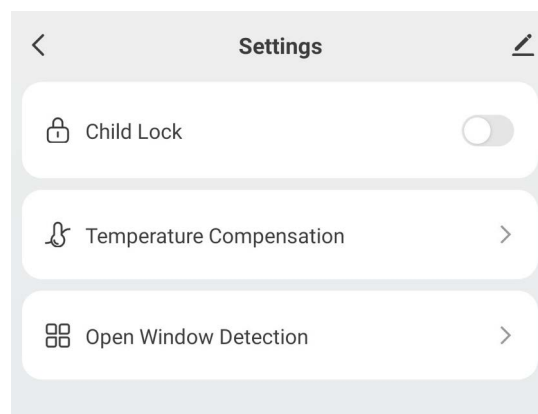 Settings
Child Lock
Temperature Compensation
Open Window Detection